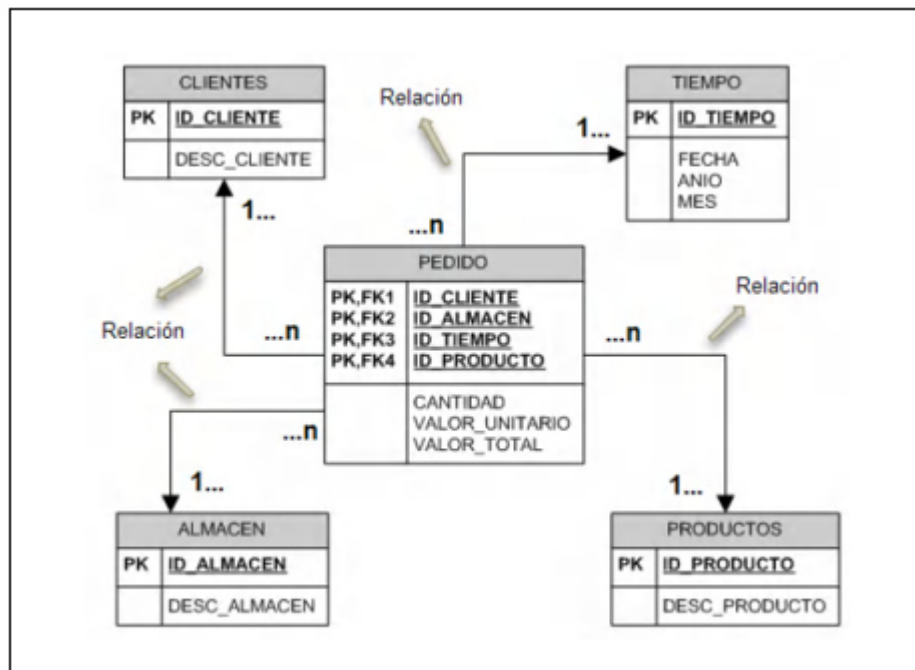 CLIENTES
PK ID_CLIENTE
DESC_CLIENTE
Relación
TIEMPO
PK ID_TIEMPO
FECHA
ANIO
MES
1...
1...
...n
PEDIDO
PK,FK1 ID_CLIENTE
PK,FK2 ID_ALMACEN
PK,FK3 ID_TIEMPO
PK,FK4 ID_PRODUCTO
CANTIDAD
VALOR_UNITARIO
VALOR_TOTAL
Relación
Relación
...n
...n
...n
1...
1...
ALMACEN
PK ID_ALMACEN
DESC_ALMACEN
PRODUCTOS
PK ID_PRODUCTO
DESC_PRODUCTO